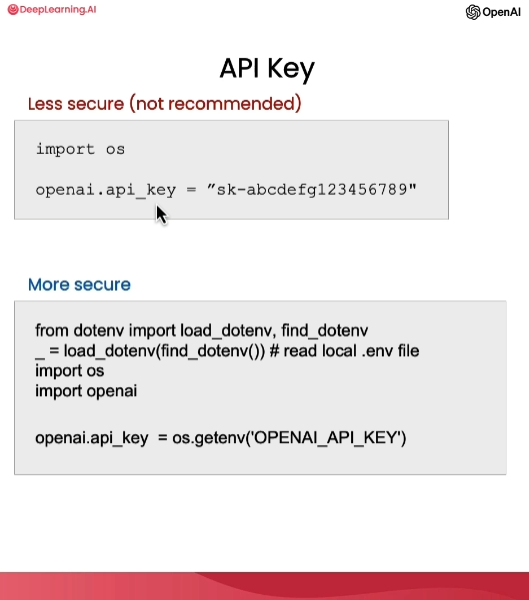 DeepLearning.AI
OpenAI
API Key
Less secure (not recommended)
import os
openai.api_key = ”sk-abcdefg123456789"
More secure
from dotenv import load_dotenv, find_dotenv
_ = load_dotenv(find_dotenv()) # read local .env file
import os
import openai
openai.api_key  = os.getenv('OPENAI_API_KEY')